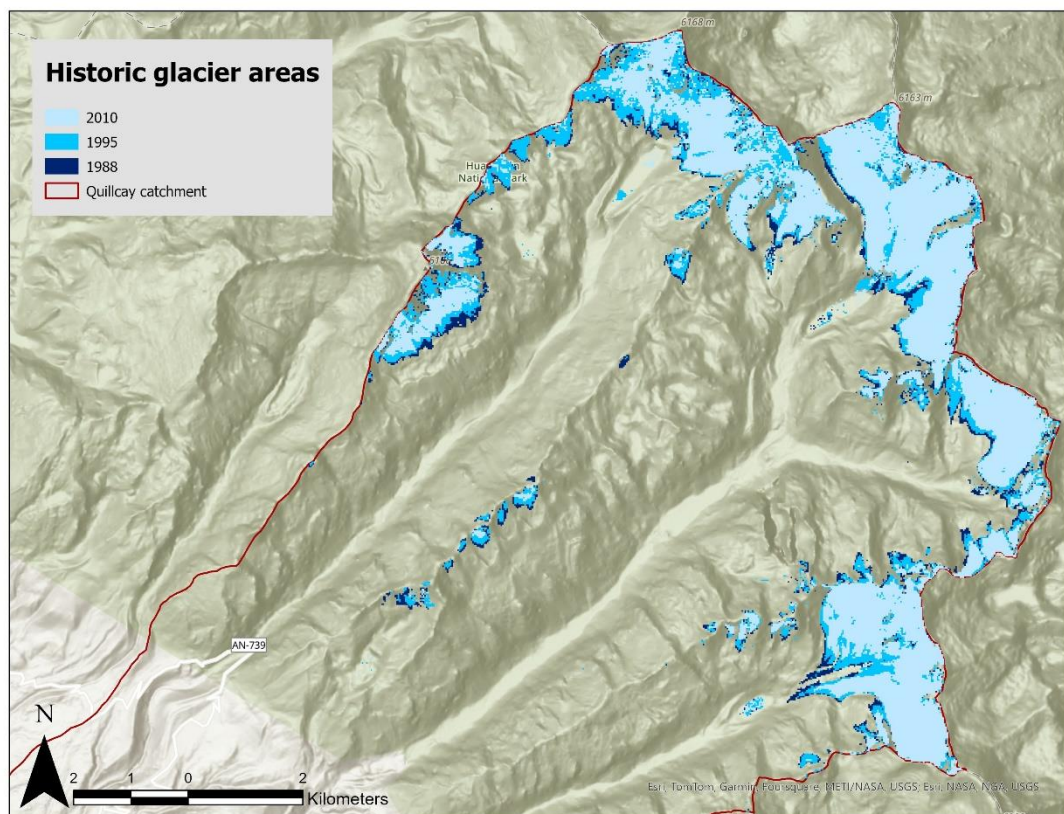 6168 m
Historic glacier areas
6163 m
2010
1995
1988
Quillcay catchment
AN-739
N
2 1 0 2
Kilometers
Esri, TomTom, Garmin, Foursquare, METI/NASA, USGS; Esri, NASA, NGA, USGS